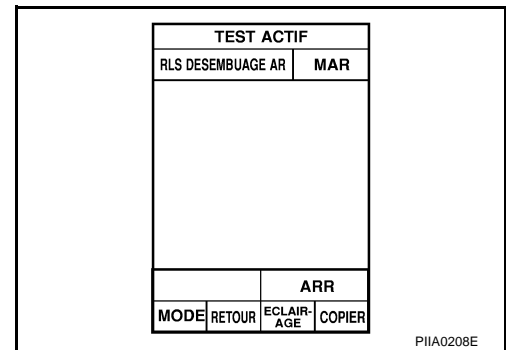 TEST ACTIF
RLS DESEMBUAGE AR MAR
ARR
MODE RETOUR ECLAIR-
AGE COPIER
PIIA0208E